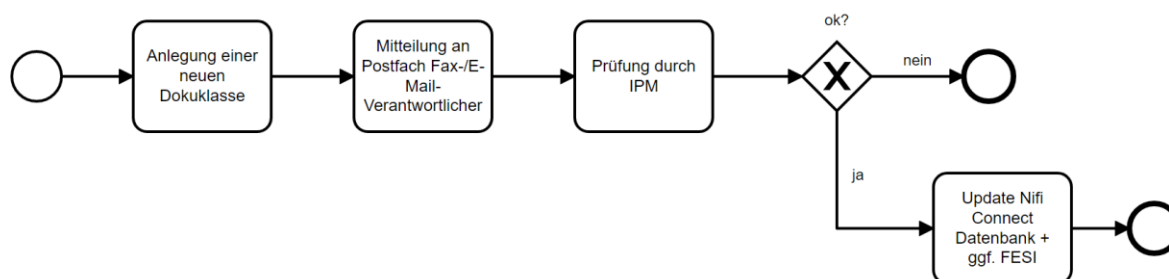 Anlegung einer
neuen
Dokuklasse
Mitteilung an
Postfach Fax-/E-
Mail-
Verantwortlicher
Prüfung durch
IPM
ok?
nein
ja
Update Nifi
Connect
Datenbank +
ggf. FESI